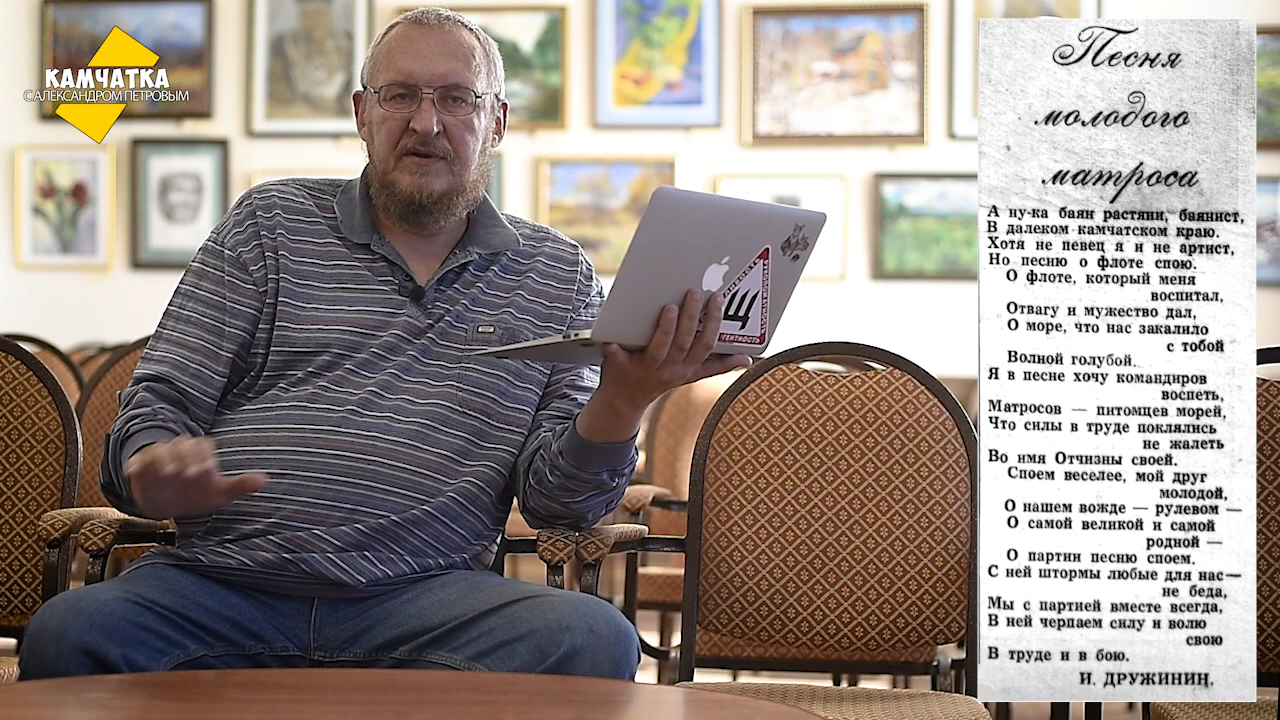 КАМЧАТКА
С АЛЕКСАНДРОМ ПЕТРОВЫМ
Песня
молодого
матроса
А ну-ка баян растяни, баянист,
В далеком камчатском краю.
Хотя не певец я и не артист,
Но песню о флоте спою.
О флоте, который меня
воспитал,
Отвагу и мужество дал,
О море, что нас закалило
с тобой
Волной голубой.
Я в песне хочу командиров
воспеть,
Матросов — питомцев морей,
Что силы в труде поклялись
не жалеть
Во имя Отчизны своей.
Споем веселее, мой друг
молодой,
О нашем вожде — рулевом —
О самой великой и самой
родной —
О партии песню споем.
С ней штормы любые для нас—
не беда,
Мы с партией вместе всегда,
В ней черпаем силу и волю
свою
В труде и в бою.
И. ДРУЖИНИН.
Щ